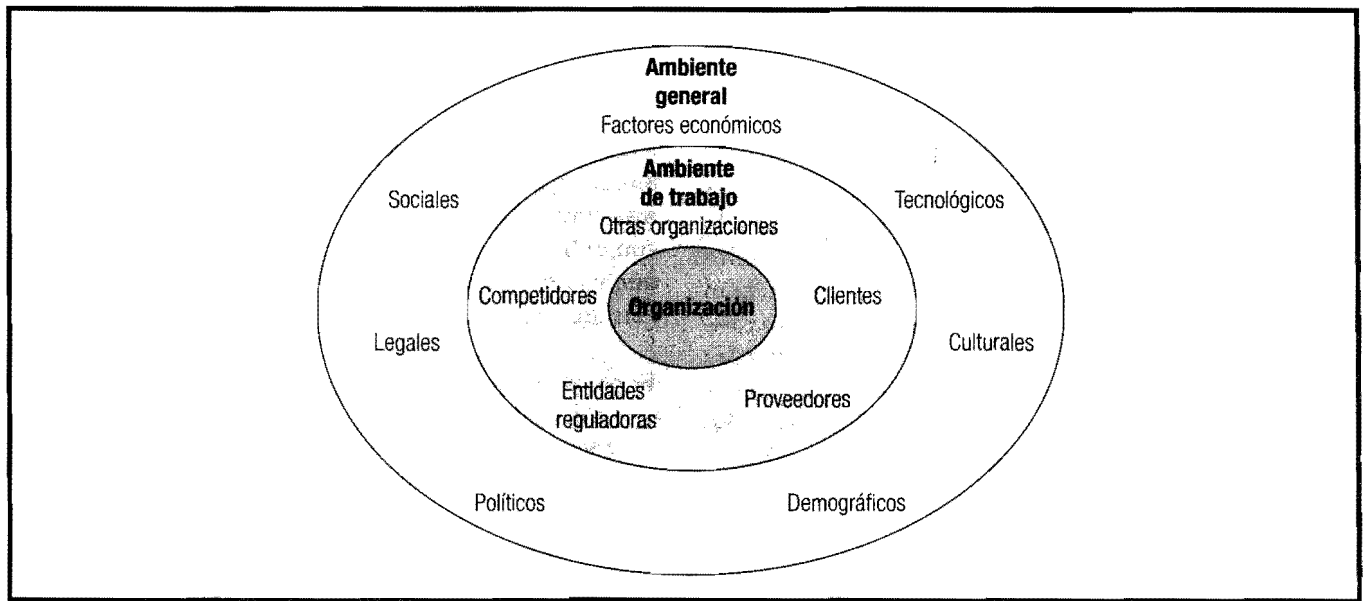 Ambiente
general
Factores económicos
Ambiente
de trabajo
Otras organizaciones
Sociales
Tecnológicos
Competidores
Organización
Clientes
Legales
Culturales
Entidades
reguladoras
Proveedores
Políticos
Demográficos